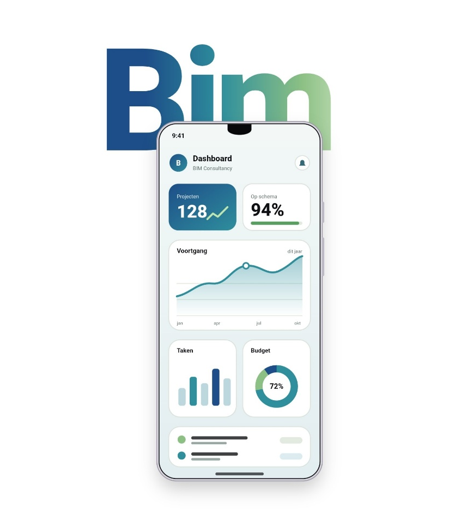 Bim
9:41
B
Dashboard
BIM Consultancy
Projecten
128
Op schema
94%
Voortgang
dit jaar
jan
apr
jul
okt
Taken
Budget
72%